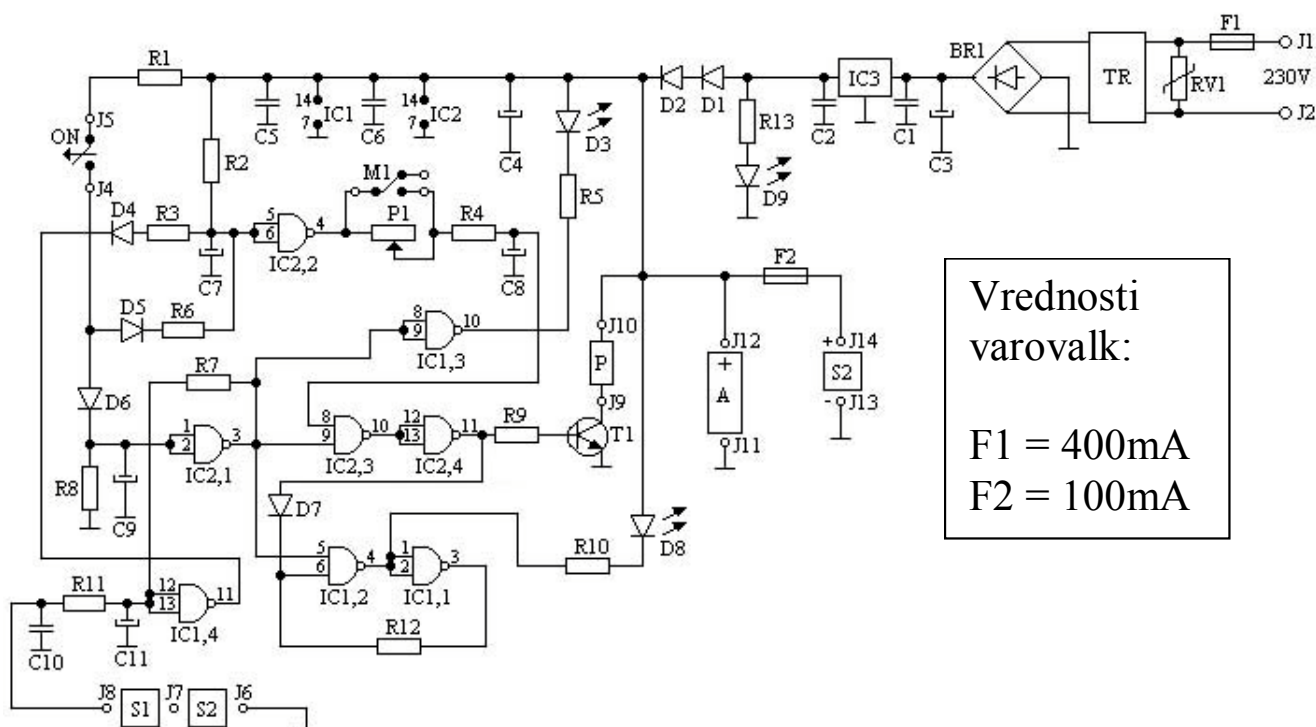 F1
J1
BR1
R1
TR
RV1
230V
IC3
D2
D1
J2
14
7
IC1
14
7
IC2
C5
C6
C4
D3
R13
C2
C1
C3
J5
ON
J4
R2
M1
R5
D9
D4
R3
5
6
4
P1
R4
IC2,2
C7
C8
F2
D5
R6
8
9
10
IC1,3
J10
J12
+
J14
P
A
S2
J9
-
J13
J11
R7
D6
1
2
3
IC2,1
8
9
10
IC2,3
12
13
11
IC2,4
R9
T1
R8
C9
D7
5
6
4
IC1,2
1
2
3
IC1,1
R10
D8
R11
12
13
11
IC1,4
R12
C10
C11
J8
S1
J7
S2
J6
Vrednosti
varovalk:
F1 = 400mA
F2 = 100mA